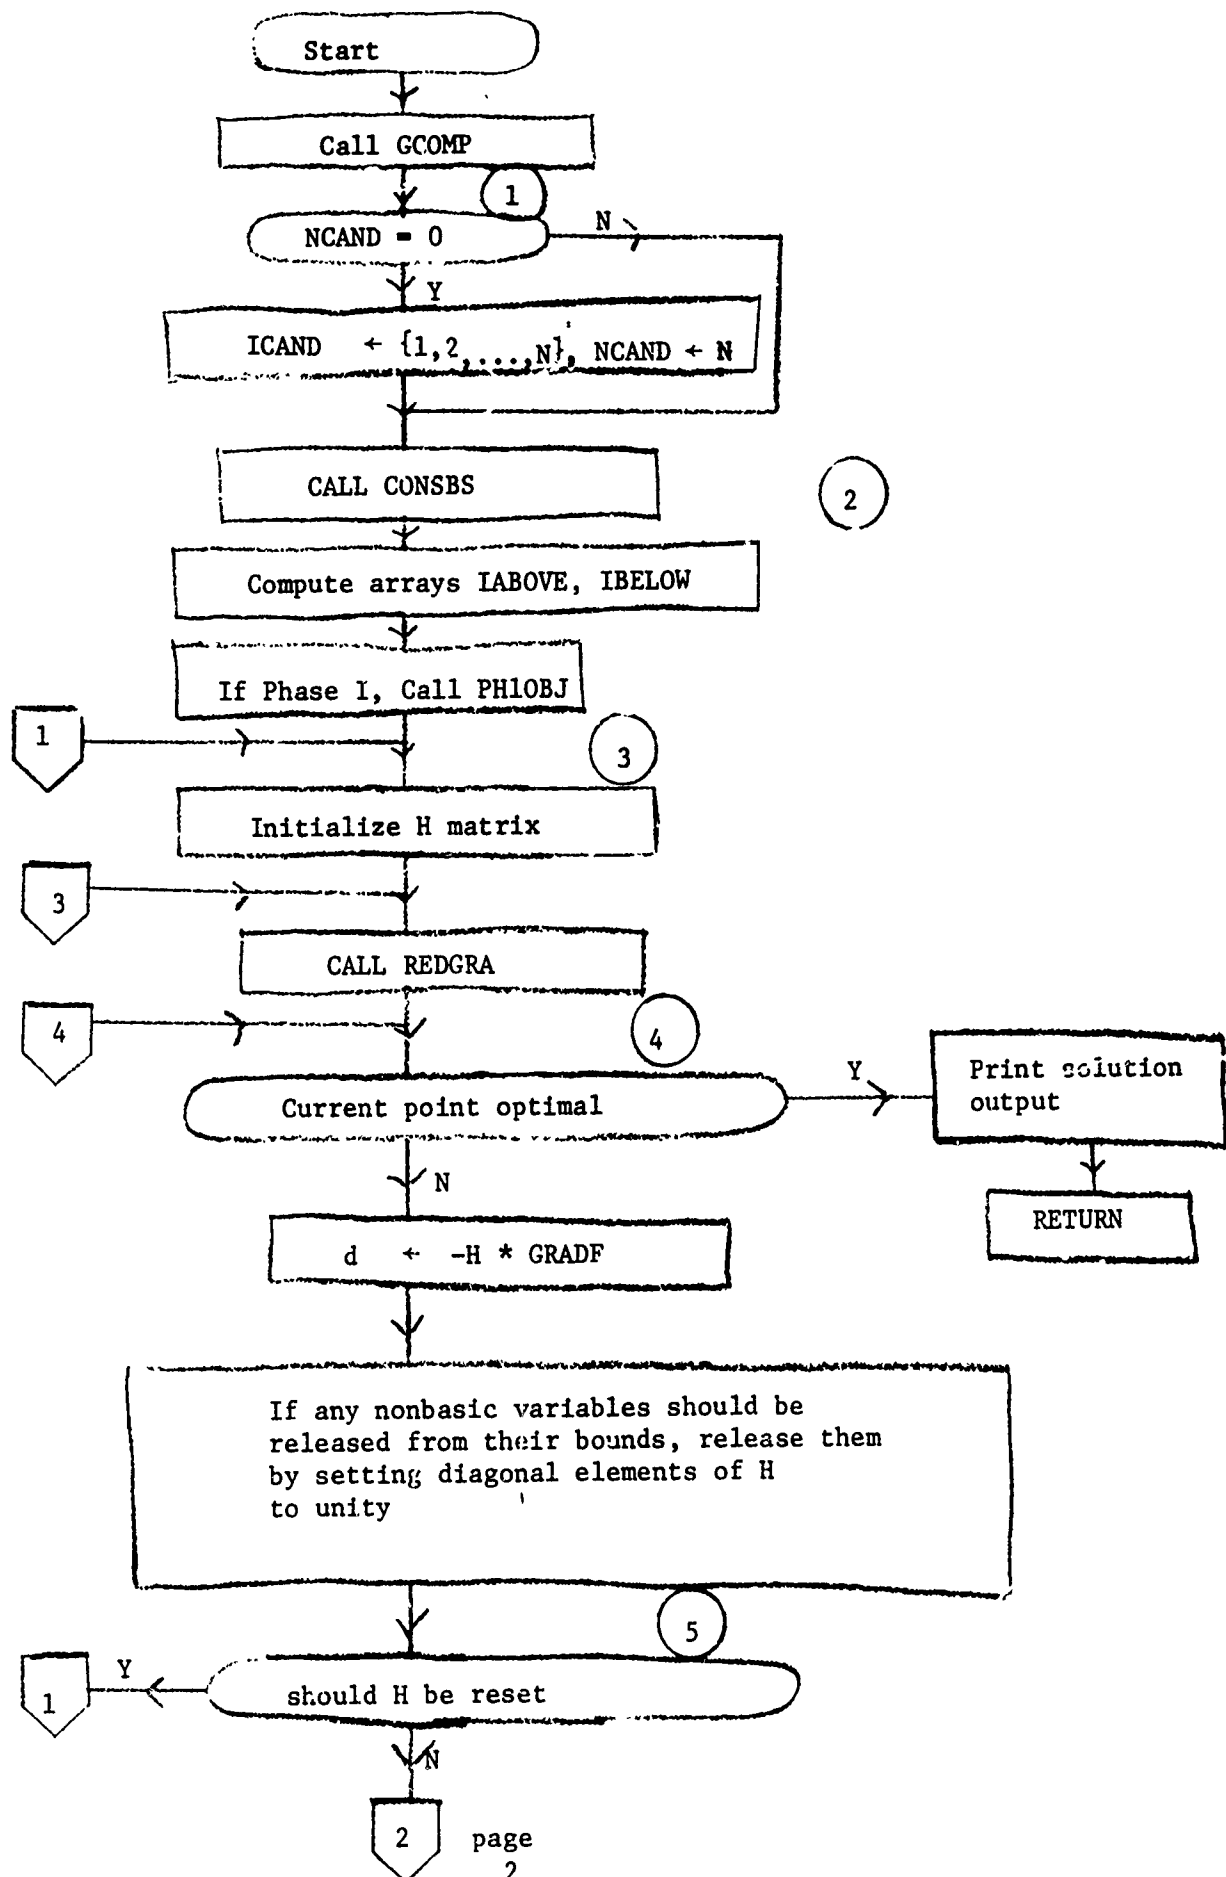 Start
Call GCOMP
1
NCAND = 0
N
Y
ICAND ← {1,2,...,N}, NCAND ← N
CALL CONSBS
2
Compute arrays IABOVE, IBELOW
If Phase I, Call PH1OBJ
1
3
Initialize H matrix
3
CALL REDGRA
4
4
Current point optimal
Y
Print solution
output
N
RETURN
d ← -H * GRADF
If any nonbasic variables should be
released from their bounds, release them
by setting diagonal elements of H
to unity
5
Y
1
should H be reset
N
2
page
2